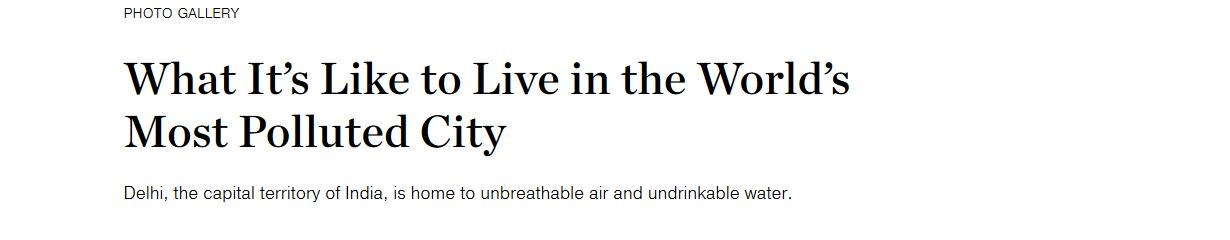 PHOTO GALLERY
What It’s Like to Live in the World’s
Most Polluted City
Delhi, the capital territory of India, is home to unbreathable air and undrinkable water.